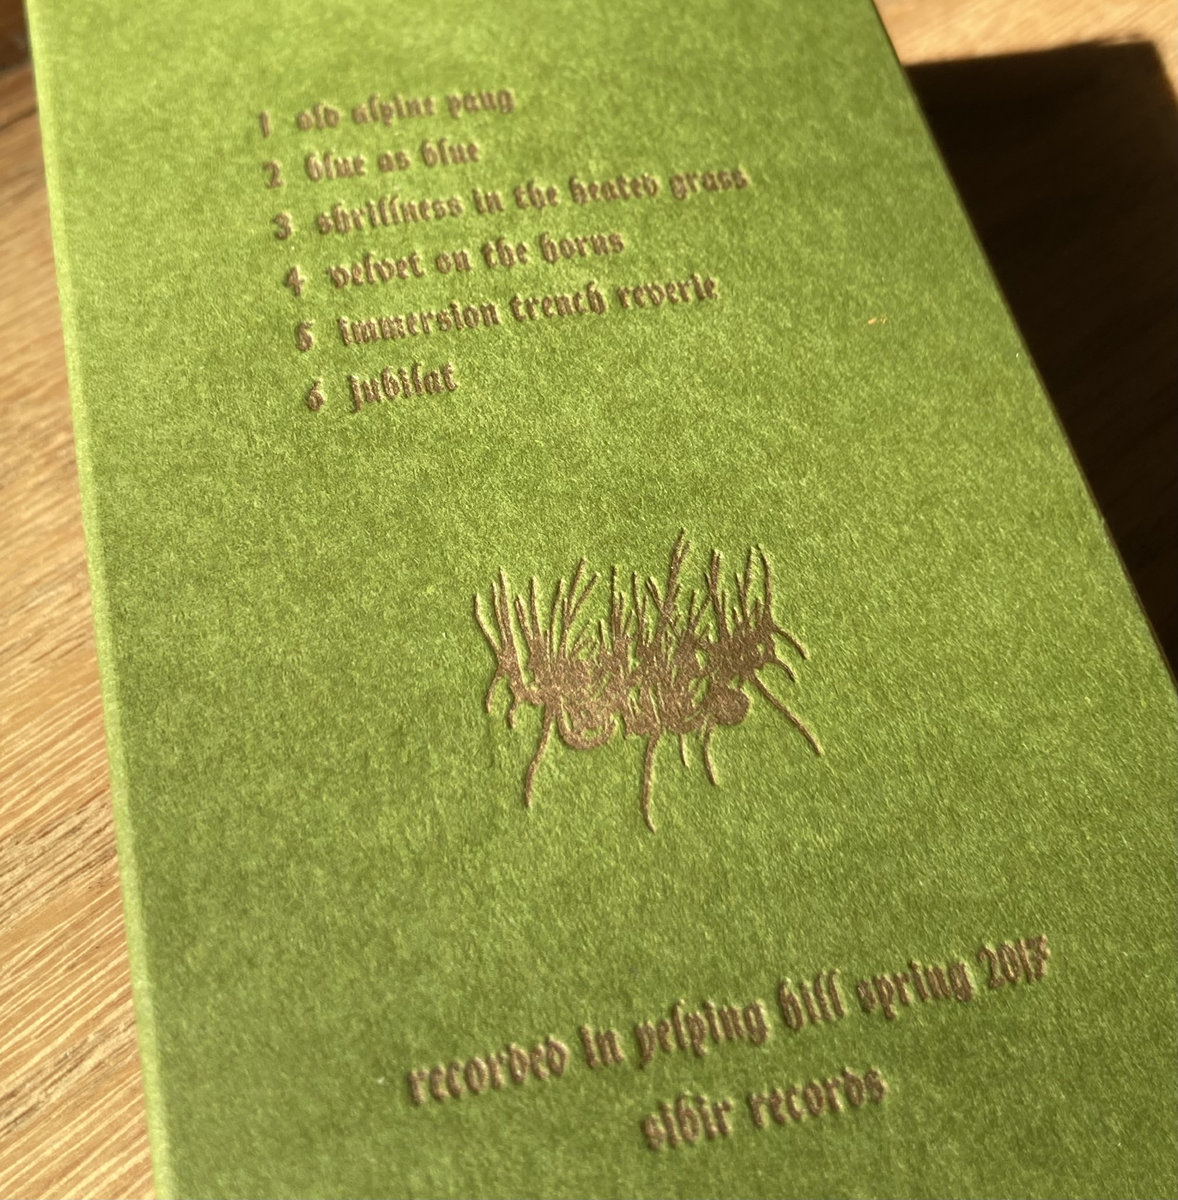 1 old alpine pang
2 blue as blue
3 shrillness in the heated grass
4 velvet on the horns
5 immersion trench reverie
6 jubilat
recorded in yelping hill spring 2017
sibir records